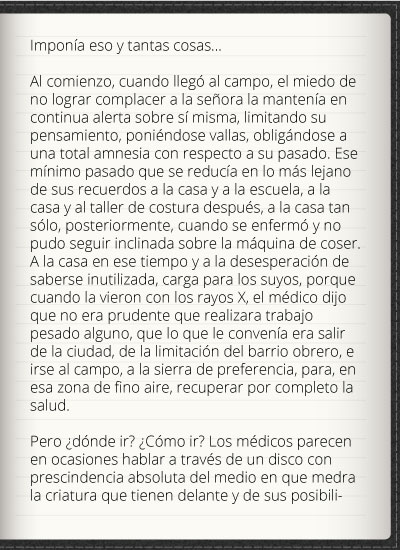 Imponía eso y tantas cosas...
Al comienzo, cuando llegó al campo, el miedo de
no lograr complacer a la señora la mantenía en
continua alerta sobre sí misma, limitando su
pensamiento, poniéndose vallas, obligándose a
una total amnesia con respecto a su pasado. Ese
mínimo pasado que se reducía en lo más lejano
de sus recuerdos a la casa y a la escuela, a la
casa y al taller de costura después, a la casa tan
sólo, posteriormente, cuando se enfermó y no
pudo seguir inclinada sobre la máquina de coser.
A la casa en ese tiempo y a la desesperación de
saberse inutilizada, carga para los suyos, porque
cuando la vieron con los rayos X, el médico dijo
que no era prudente que realizara trabajo
pesado alguno, que lo que le convenía era salir
de la ciudad, de la limitación del barrio obrero, e
irse al campo, a la sierra de preferencia, para, en
esa zona de fino aire, recuperar por completo la
salud.
Pero ¿dónde ir? ¿Cómo ir? Los médicos parecen
en ocasiones hablar a través de un disco con
prescindencia absoluta del medio en que medra
la criatura que tienen delante y de sus posibili-